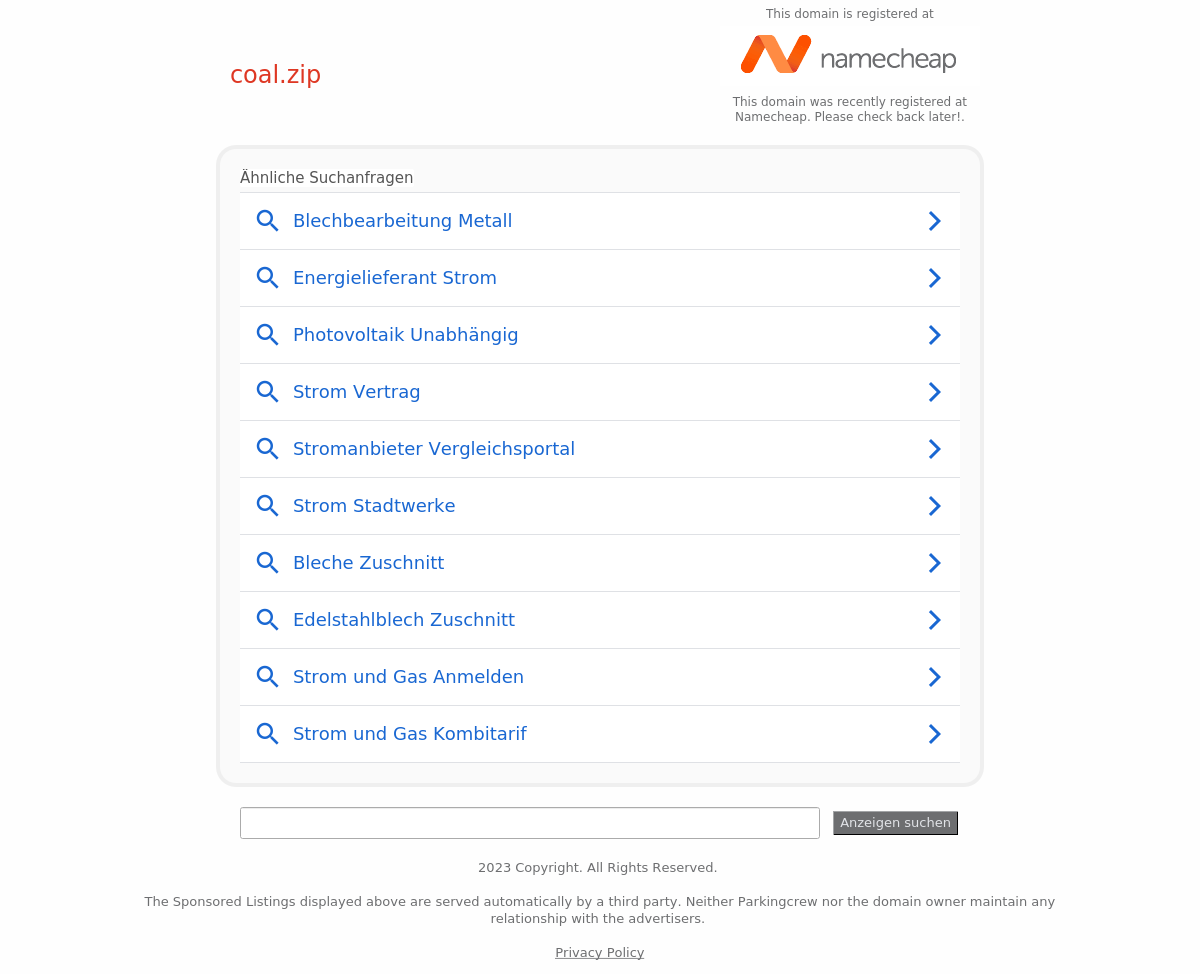 This domain is registered at
namecheap
coal.zip
This domain was recently registered at
Namecheap. Please check back later!.
Ähnliche Suchanfragen
Blechbearbeitung Metall
Energielieferant Strom
Photovoltaik Unabhängig
Strom Vertrag
Stromanbieter Vergleichsportal
Strom Stadtwerke
Bleche Zuschnitt
Edelstahlblech Zuschnitt
Strom und Gas Anmelden
Strom und Gas Kombitarif
Anzeigen suchen
2023 Copyright. All Rights Reserved.
The Sponsored Listings displayed above are served automatically by a third party. Neither Parkingcrew nor the domain owner maintain any
relationship with the advertisers.
Privacy Policy